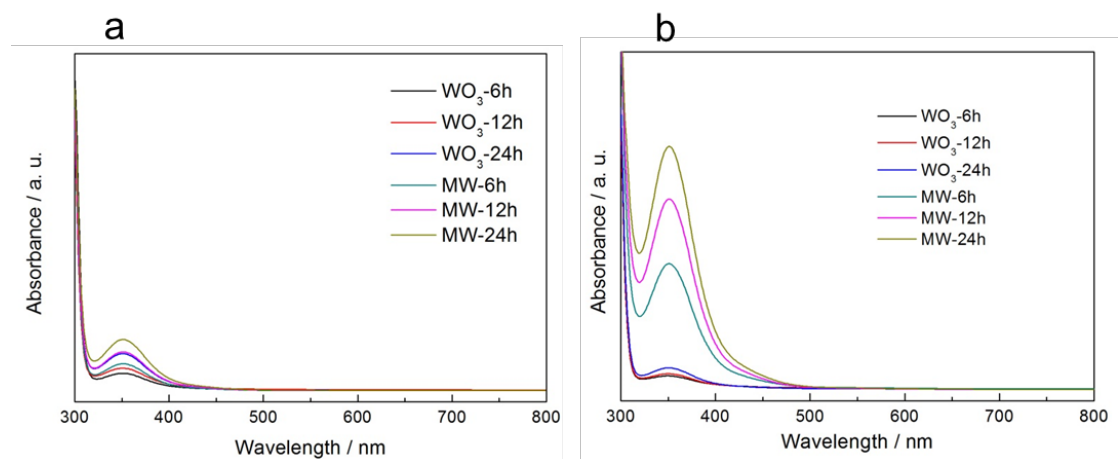 a
WO₃-6h
WO₃-12h
WO₃-24h
MW-6h
MW-12h
MW-24h
Absorbance / a. u.
300 400 500 600 700 800
Wavelength / nm
b
WO₃-6h
WO₃-12h
WO₃-24h
MW-6h
MW-12h
MW-24h
Absorbance / a. u.
300 400 500 600 700 800
Wavelength / nm